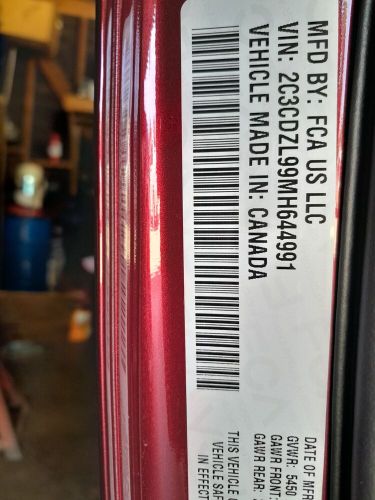 MFD BY: FCA US LLC
VIN: 2C3CDZL99MH644991
VEHICLE MADE IN: CANADA
DATE OF MFR
GVWR: 5450
GAWR FRONT:
GAWR REAR:
THIS VEHICLE
VEHICLE SAFE
IN EFFECT